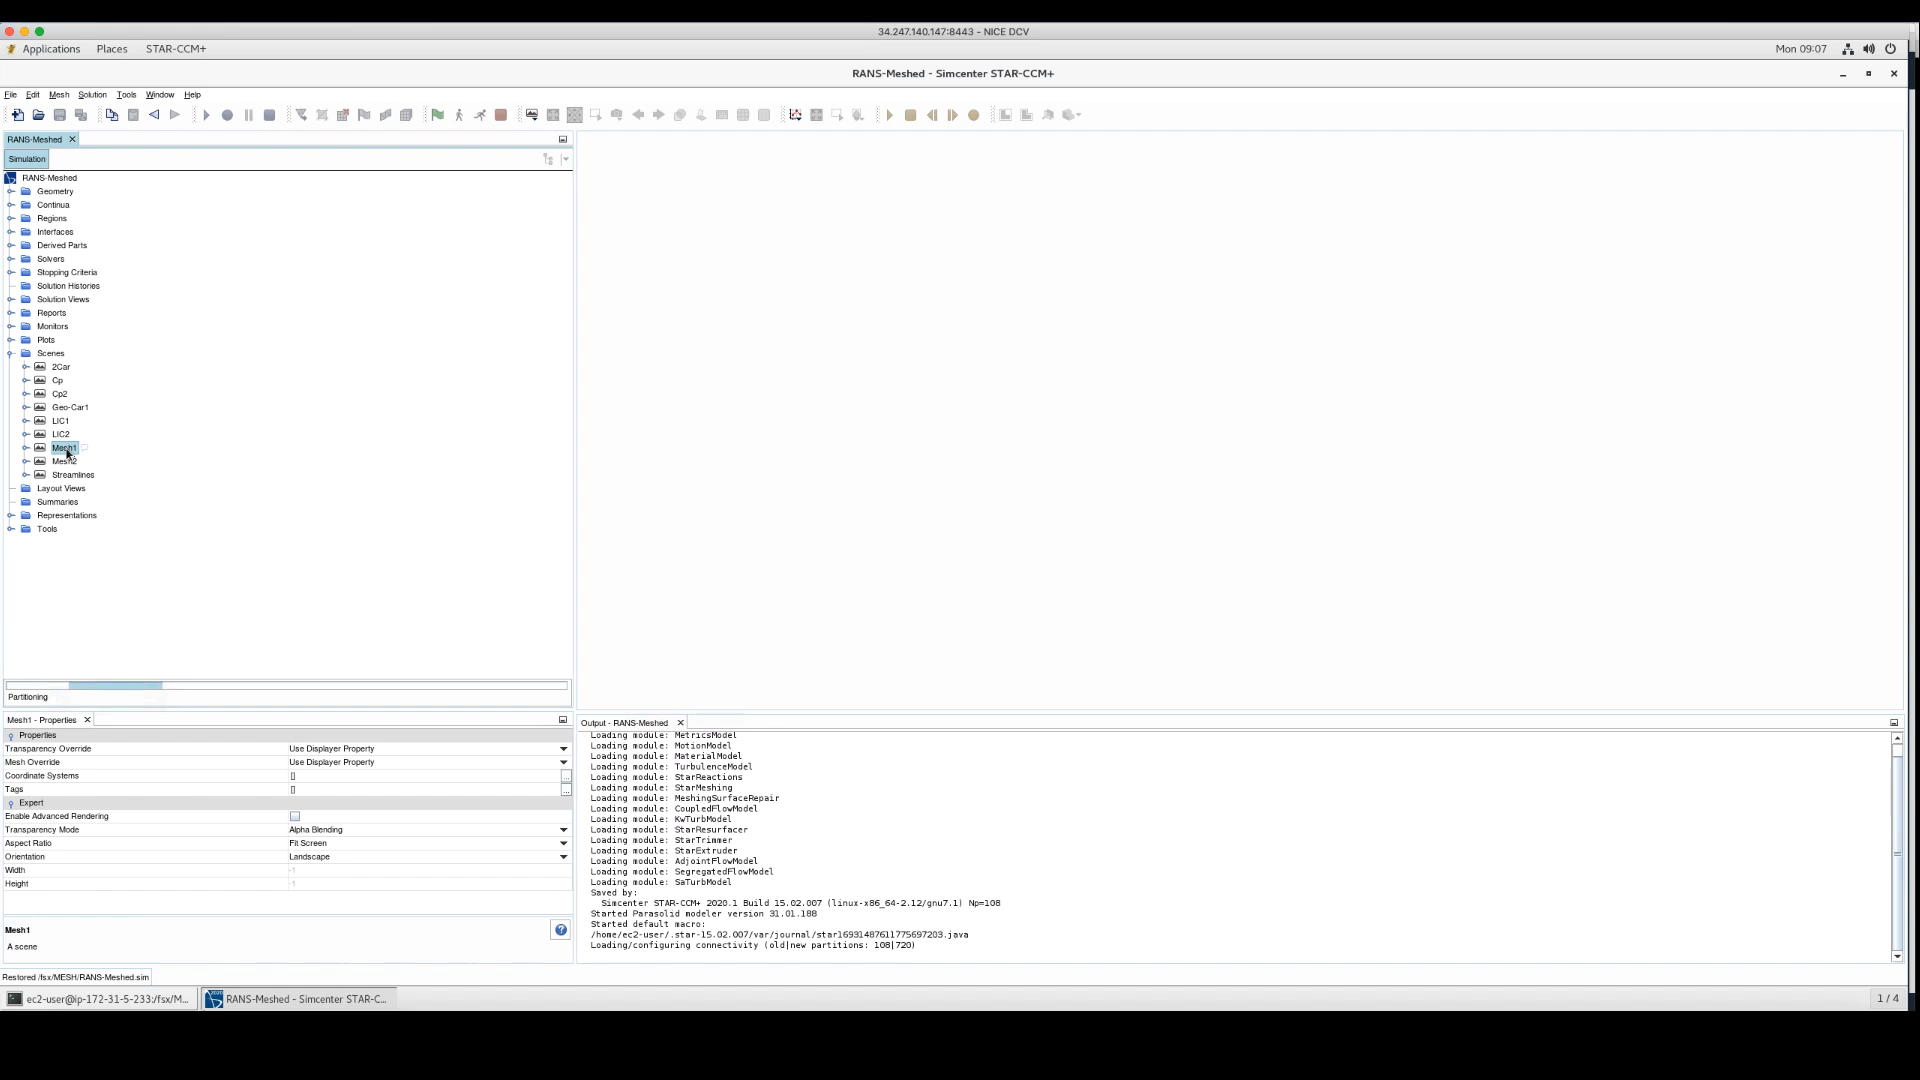 34.247.140.147:8443 - NICE DCV
Applications Places STAR-CCM+ Mon 09:07
RANS-Meshed - Simcenter STAR-CCM+
File Edit Mesh Solution Tools Window Help
RANS-Meshed
Simulation
RANS-Meshed
Geometry
Continua
Regions
Interfaces
Derived Parts
Solvers
Stopping Criteria
Solution Histories
Solution Views
Reports
Monitors
Plots
Scenes
2Car
Cp
Cp2
Geo-Car1
LIC1
LIC2
Mesh1
Mesh2
Streamlines
Layout Views
Summaries
Representations
Tools
Partitioning
Mesh1 - Properties
Properties
Transparency Override Use Displayer Property
Mesh Override Use Displayer Property
Coordinate Systems []
Tags []
Expert
Enable Advanced Rendering
Transparency Mode Alpha Blending
Aspect Ratio Fit Screen
Orientation Landscape
Width -1
Height -1
Mesh1
A scene
Output - RANS-Meshed
Loading module: MetricsModel
Loading module: MotionModel
Loading module: MaterialModel
Loading module: TurbulenceModel
Loading module: StarReactions
Loading module: StarMeshing
Loading module: MeshingSurfaceRepair
Loading module: CoupledFlowModel
Loading module: KwTurbModel
Loading module: StarResurfacer
Loading module: StarTrimmer
Loading module: StarExtruder
Loading module: AdjointFlowModel
Loading module: SegregatedFlowModel
Loading module: SaTurbModel
Saved by:
Simcenter STAR-CCM+ 2020.1 Build 15.02.007 (linux-x86_64-2.12/gnu7.1) Np=108
Started Parasolid modeler version 31.01.188
Started default macro:
/home/ec2-user/.star-15.02.007/var/journal/star16931487611775697203.java
Loading/configuring connectivity (old|new partitions: 108|720)
Restored /fsx/MESH/RANS-Meshed.sim
ec2-user@ip-172-31-5-233:/fsx/M... RANS-Meshed - Simcenter STAR-C... 1 / 4